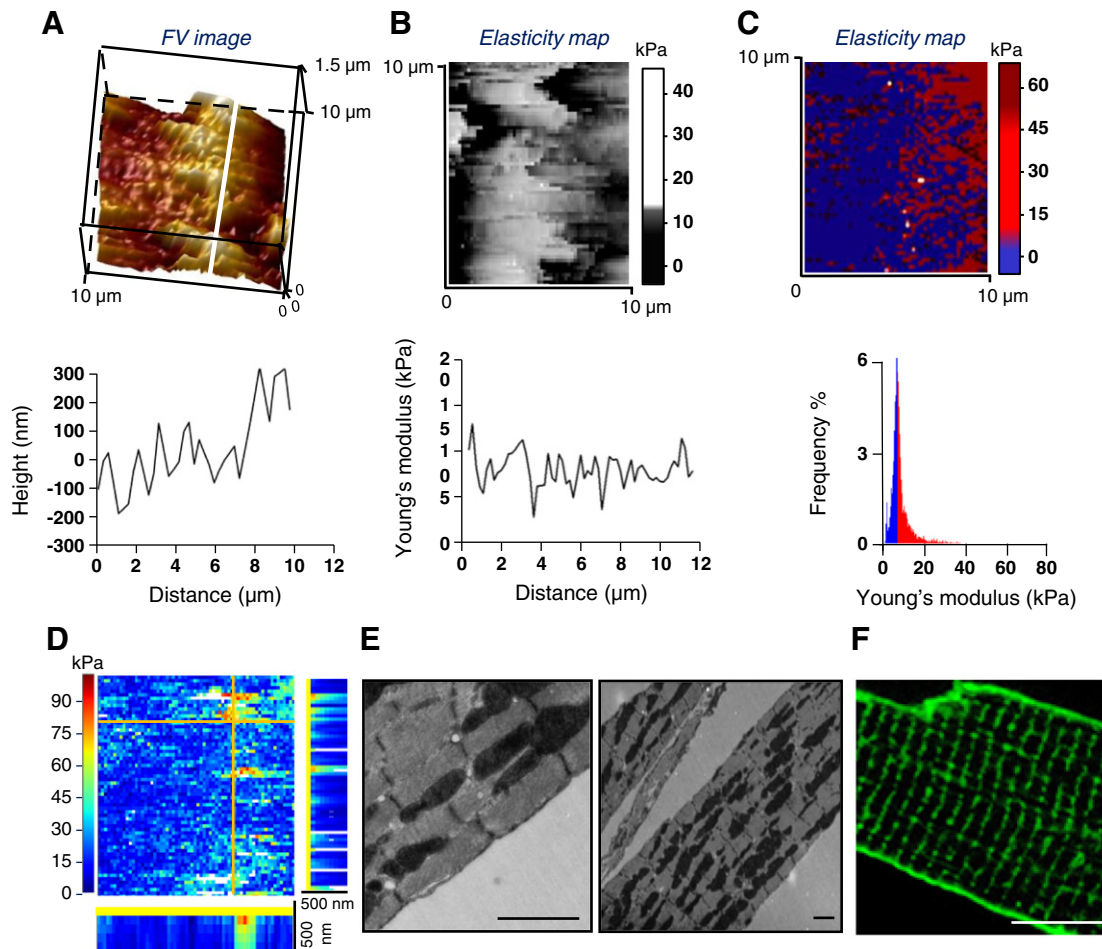 A
FV image
1.5 µm
10 µm
10 µm
0
0
0
B
Elasticity map
kPa
10 µm
40
30
20
10
0
0
10 µm
C
Elasticity map
kPa
10 µm
60
45
30
15
0
0
10 µm
Height (nm)
300
200
100
0
-100
-200
-300
0 2 4 6 8 10 12
Distance (µm)
Young's modulus (kPa)
2
0
1
5
1
0
5
0
0 2 4 6 8 10 12
Distance (µm)
Frequency %
6
3
0
0 20 40 60 80
Young's modulus (kPa)
D
kPa
90
75
60
45
30
15
0
500 nm
500
nm
E
F